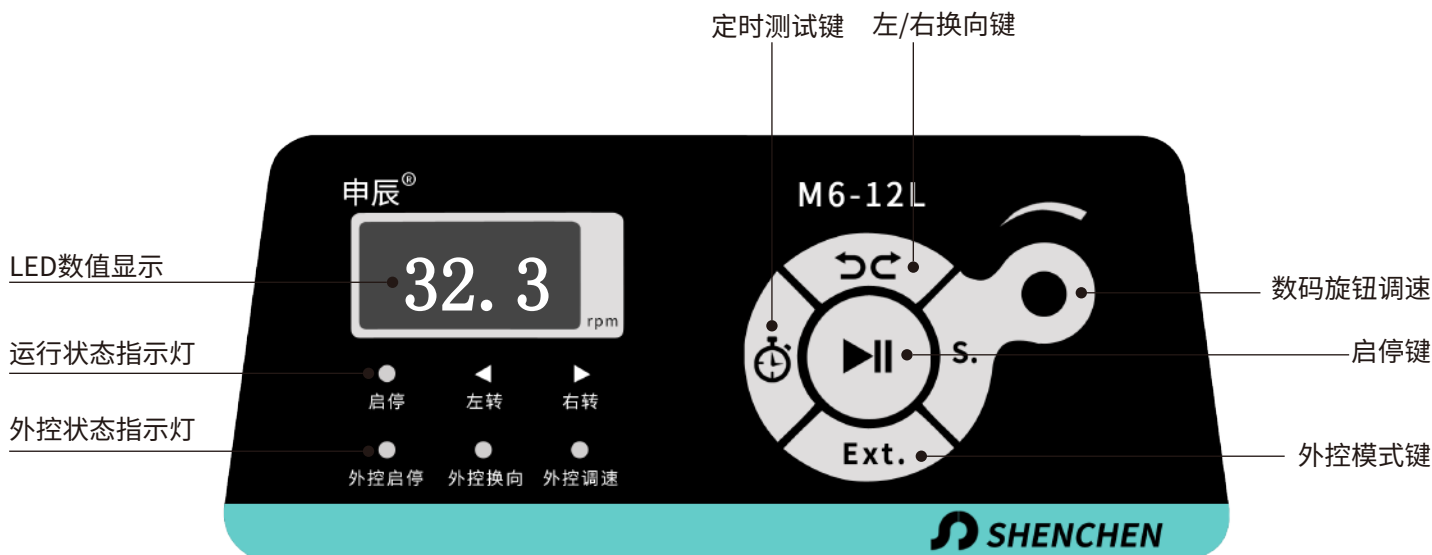 定时测试键
左/右换向键
申辰®
M6-12L
LED数值显示
32.3
rpm
数码旋钮调速
运行状态指示灯
启停
左转
右转
S.
启停键
外控状态指示灯
外控启停
外控换向
外控调速
Ext.
外控模式键
SHENCHEN